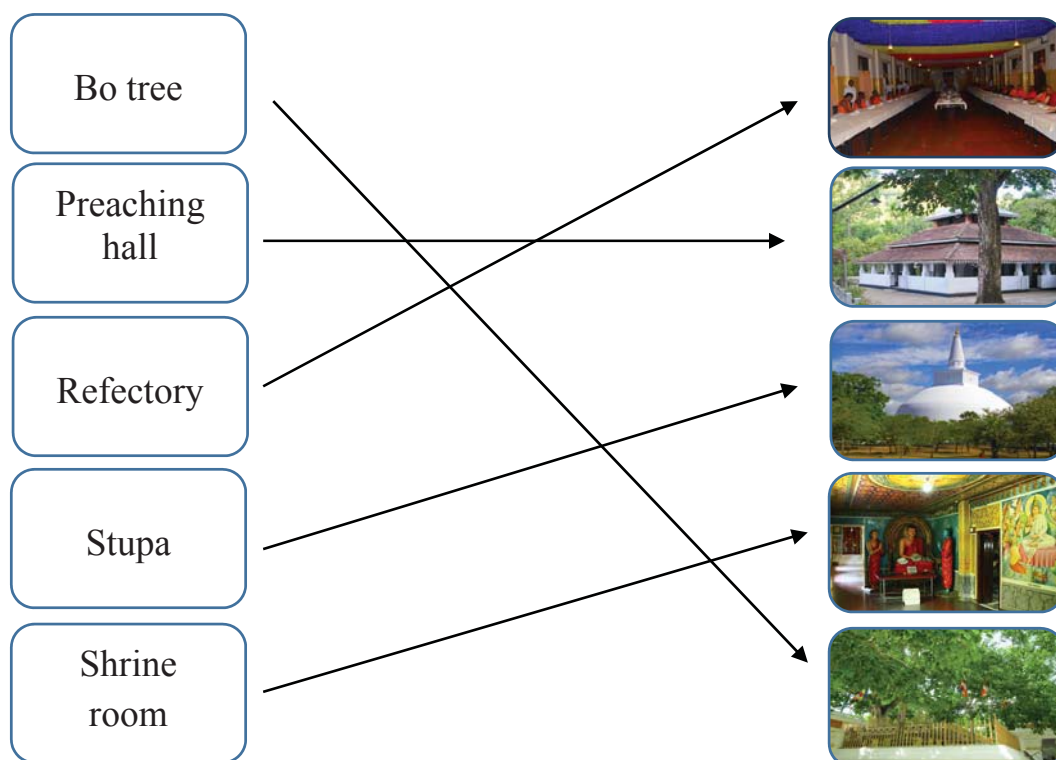 Bo tree
Preaching
hall
Refectory
Stupa
Shrine
room